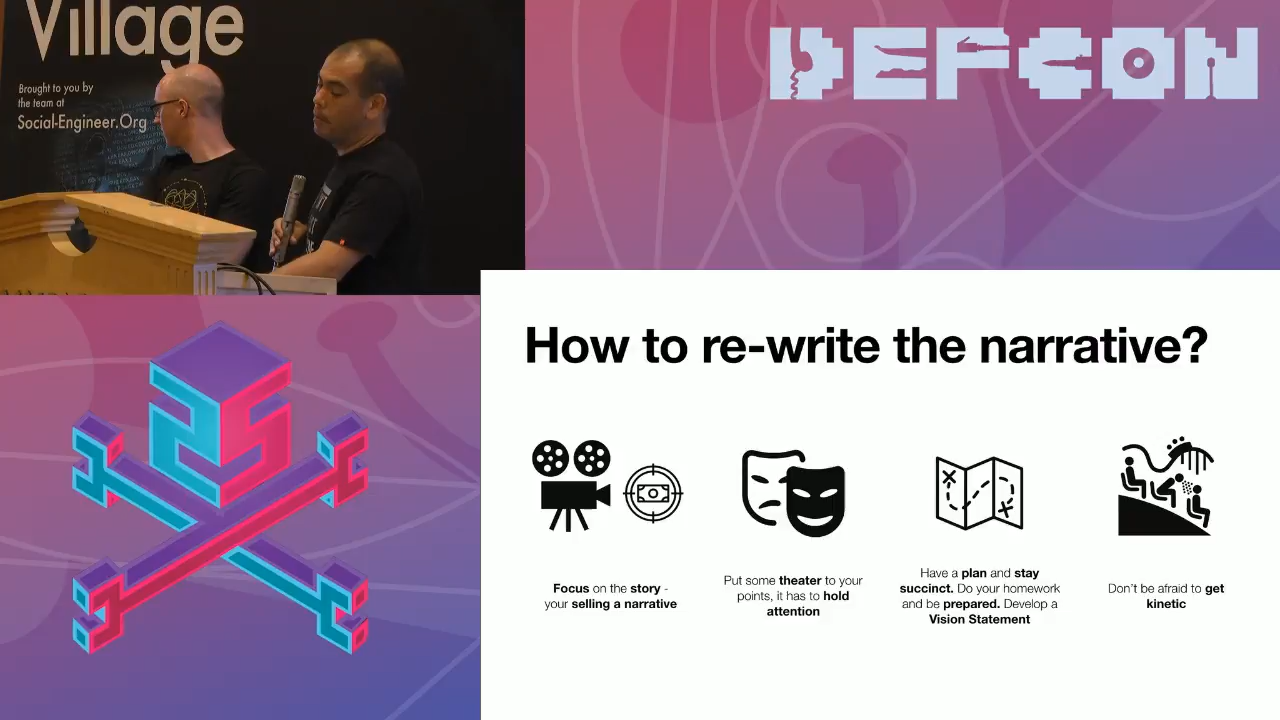 Village
Brought to you by
the team at
Social-Engineer.Org
DEFCON
How to re-write the narrative?
Focus on the story -
your selling a narrative
Put some theater to your
points, it has to hold
attention
Have a plan and stay
succinct. Do your homework
and be prepared. Develop a
Vision Statement
Don't be afraid to get
kinetic